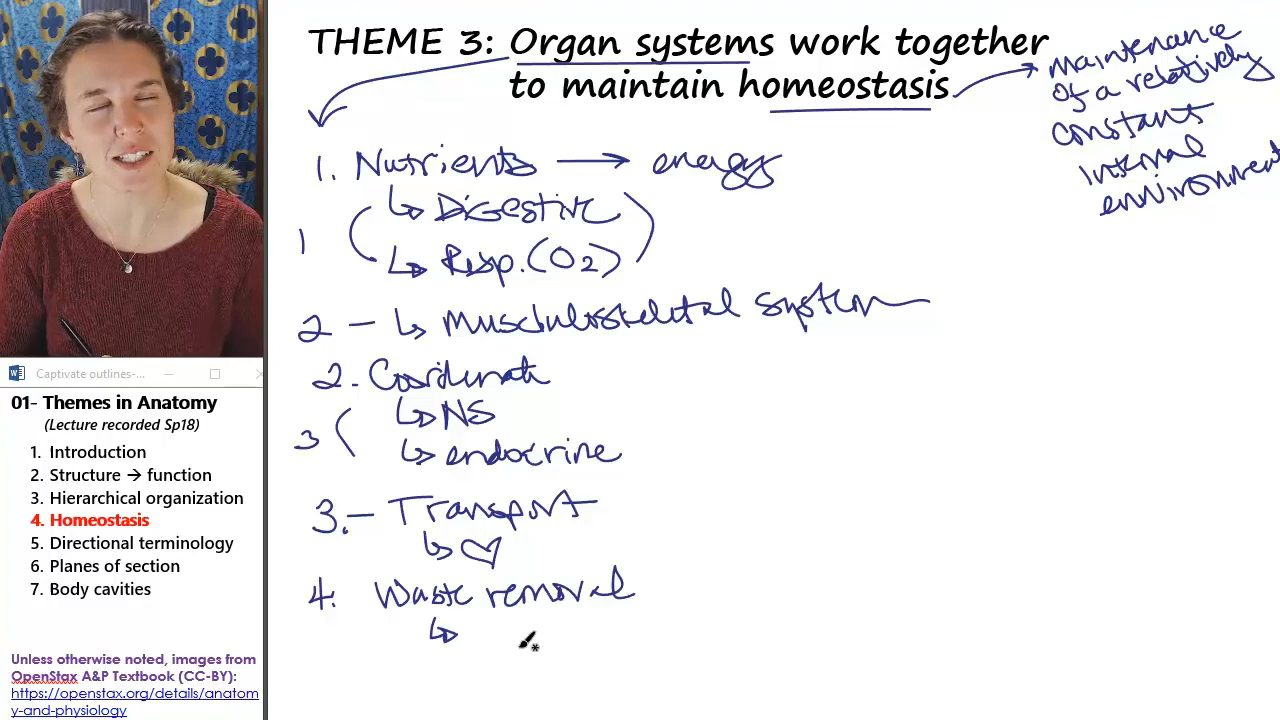 THEME 3: Organ systems work together
to maintain homeostasis
maintenance
of a relatively
constant
internal
environment
1. Nutrients → energy
↳ Digestive
1
↳ Resp. (O2)
2 – ↳ Musculoskeletal system
2. Coordinate
↳ NS
3
↳ endocrine
3. – Transport
↳ ♡
4. Waste removal
↳
Captivate outlines-...
01- Themes in Anatomy
(Lecture recorded Sp18)
1. Introduction
2. Structure → function
3. Hierarchical organization
4. Homeostasis
5. Directional terminology
6. Planes of section
7. Body cavities
Unless otherwise noted, images from
OpenStax A&P Textbook (CC-BY):
https://openstax.org/details/anatom
y-and-physiology